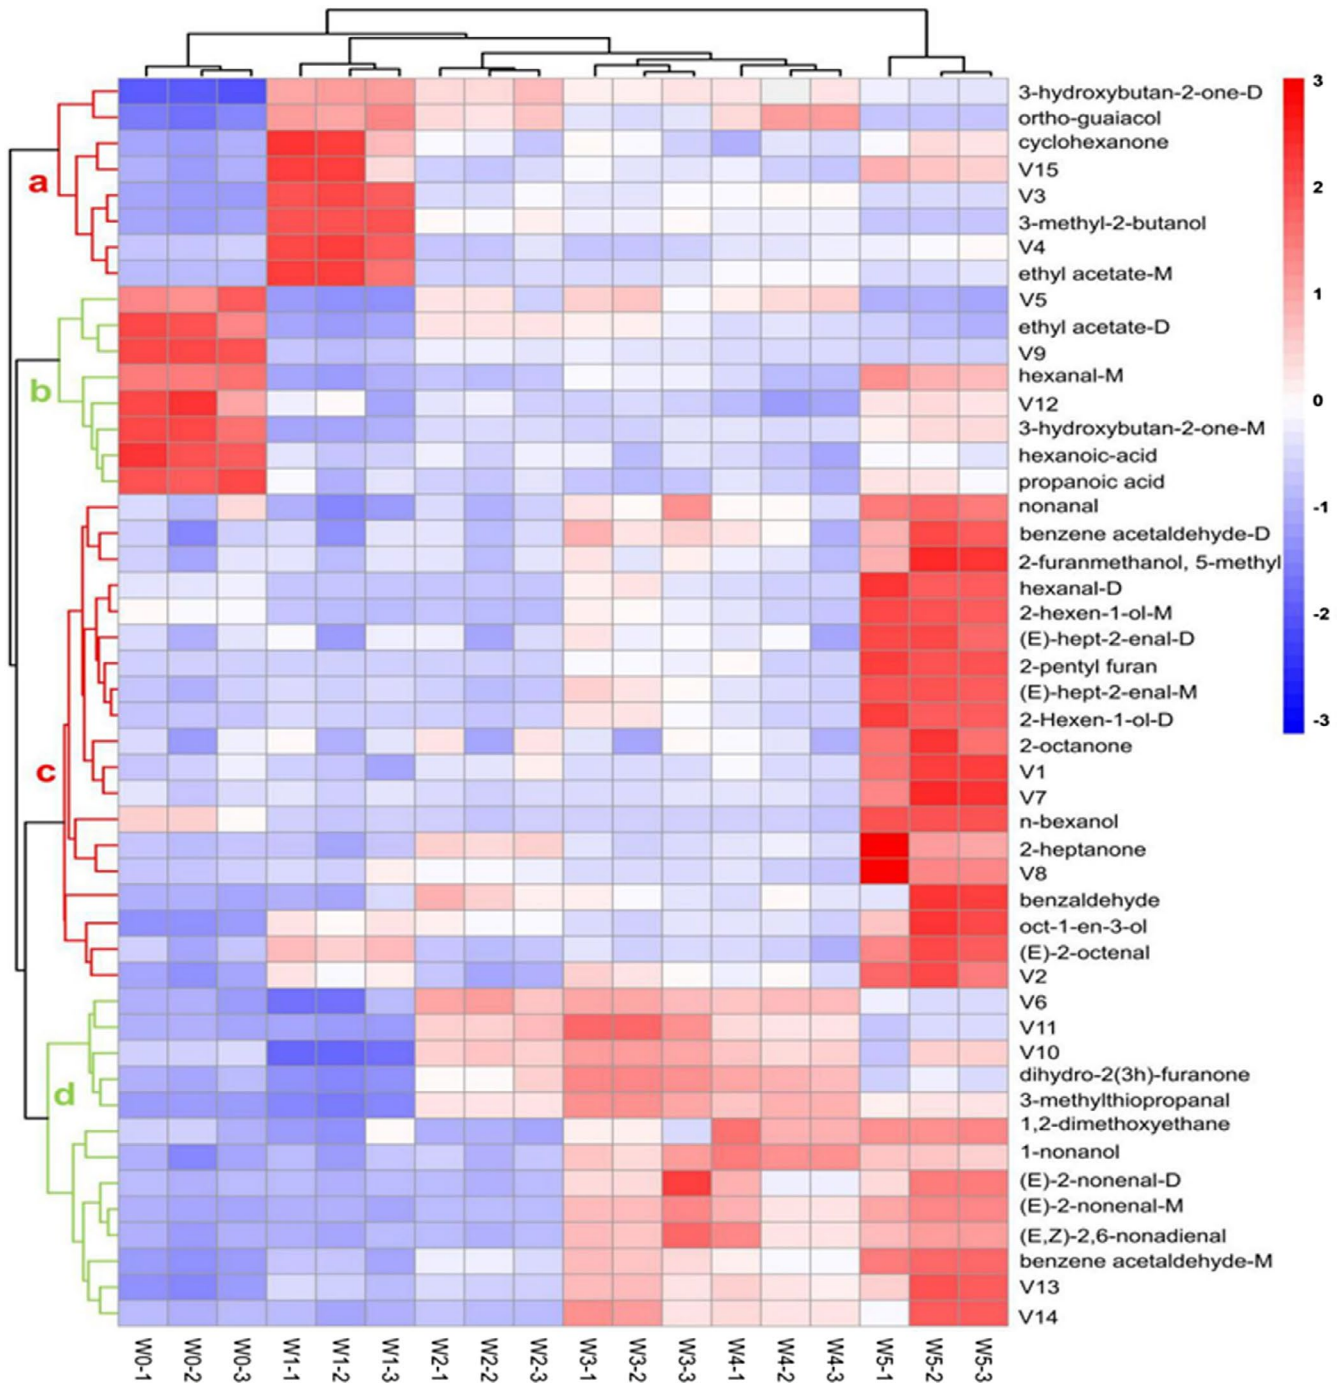 3-hydroxybutan-2-one-D
ortho-guaiacol
cyclohexanone
V15
V3
3-methyl-2-butanol
V4
ethyl acetate-M
V5
ethyl acetate-D
V9
hexanal-M
V12
3-hydroxybutan-2-one-M
hexanoic-acid
propanoic acid
nonanal
benzene acetaldehyde-D
2-furanmethanol, 5-methyl
hexanal-D
2-hexen-1-ol-M
(E)-hept-2-enal-D
2-pentyl furan
(E)-hept-2-enal-M
2-Hexen-1-ol-D
2-octanone
V1
V7
n-bexanol
2-heptanone
V8
benzaldehyde
oct-1-en-3-ol
(E)-2-octenal
V2
V6
V11
V10
dihydro-2(3h)-furanone
3-methylthiopropanal
1,2-dimethoxyethane
1-nonanol
(E)-2-nonenal-D
(E)-2-nonenal-M
(E,Z)-2,6-nonadienal
benzene acetaldehyde-M
V13
V14
a
b
c
d
3
2
1
0
-1
-2
-3
W0-1
W0-2
W0-3
W1-1
W1-2
W1-3
W2-1
W2-2
W2-3
W3-1
W3-2
W3-3
W4-1
W4-2
W4-3
W5-1
W5-2
W5-3